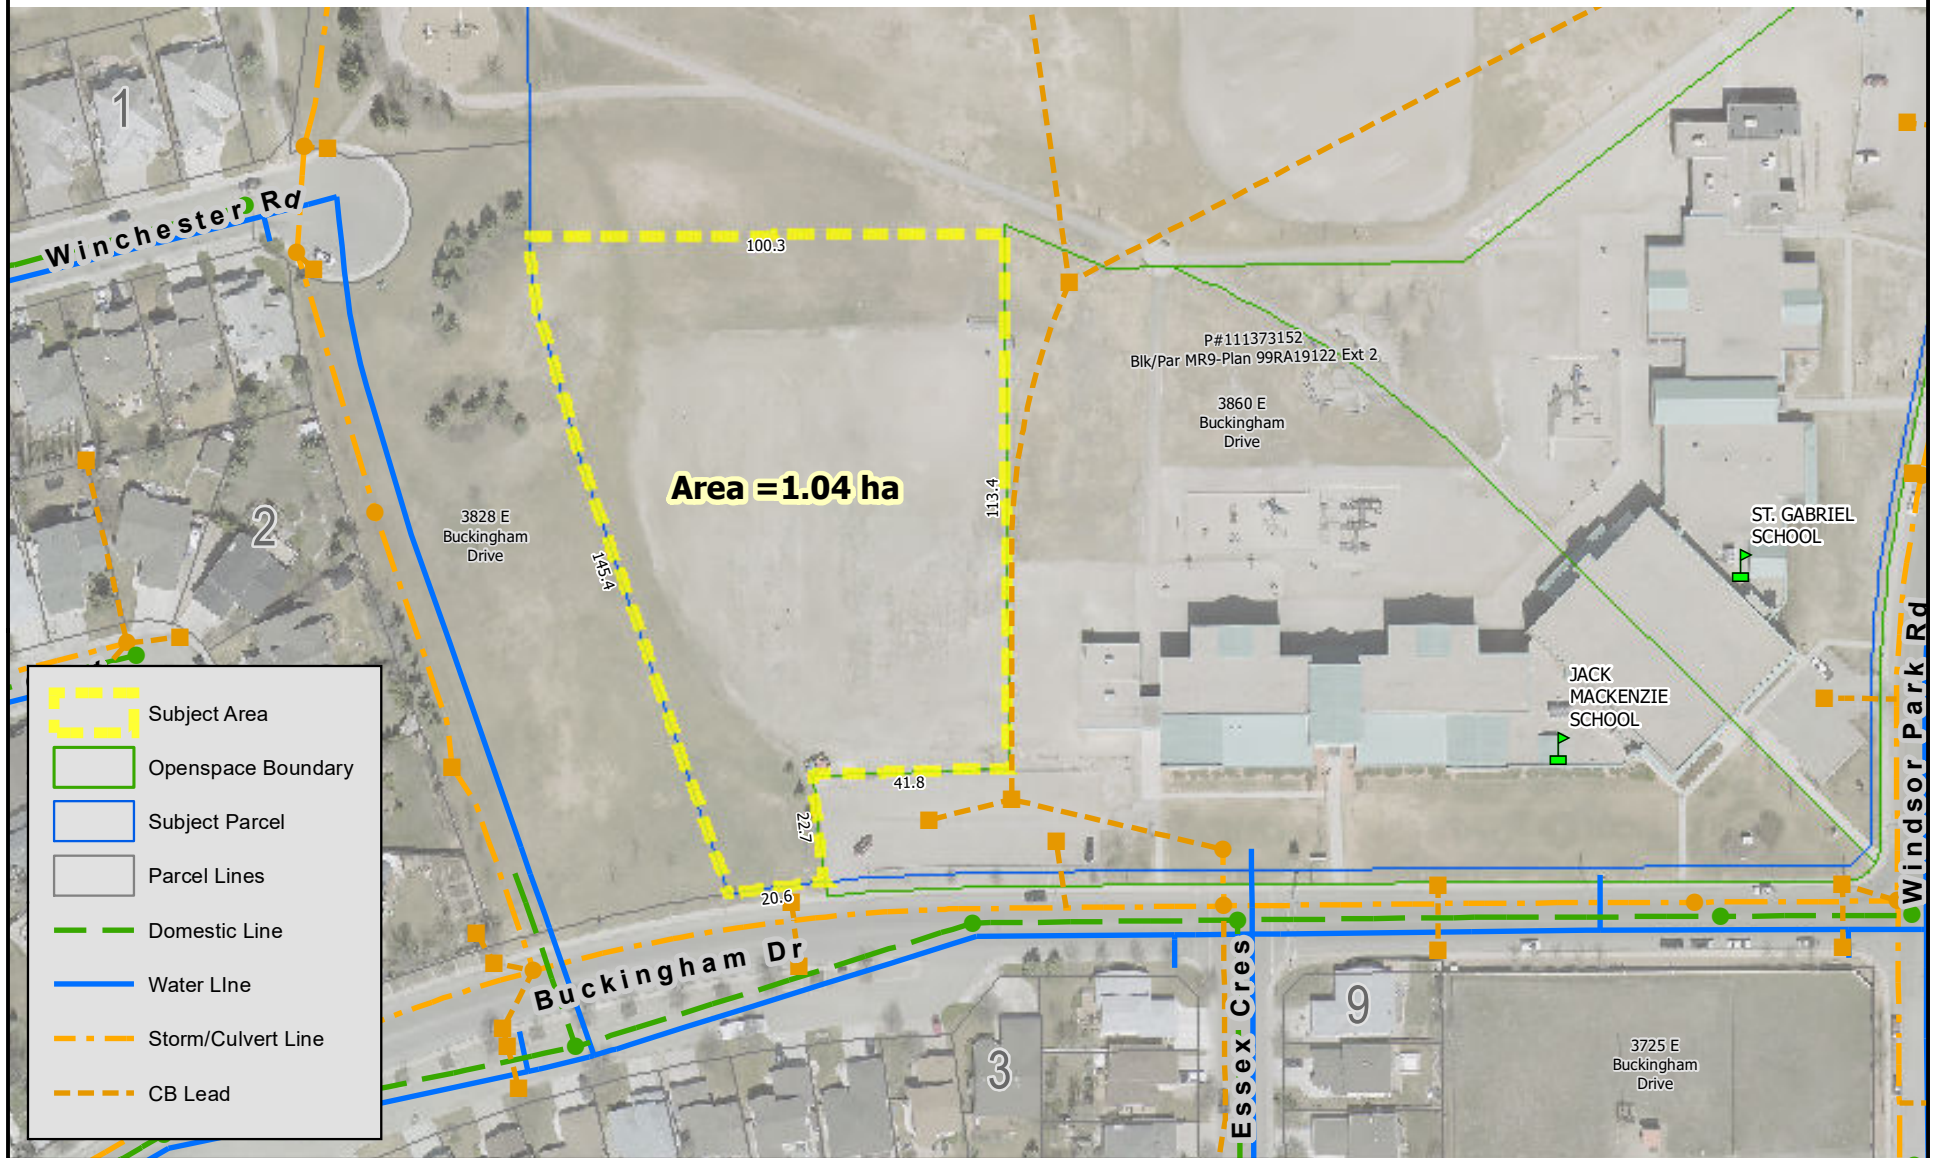 1
Winchester Rd
100.3
P#111373152
Blk/Par MR9-Plan 99RA19122 Ext 2
3860 E
Buckingham
Drive
Area =1.04 ha
113.4
2
3828 E
Buckingham
Drive
145.4
ST. GABRIEL
SCHOOL
JACK
MACKENZIE
SCHOOL
Windsor Park Rd
41.8
22.7
20.6
Buckingham Dr
Essex Cres
9
3
3725 E
Buckingham
Drive
Subject Area
Openspace Boundary
Subject Parcel
Parcel Lines
Domestic Line
Water LIne
Storm/Culvert Line
CB Lead